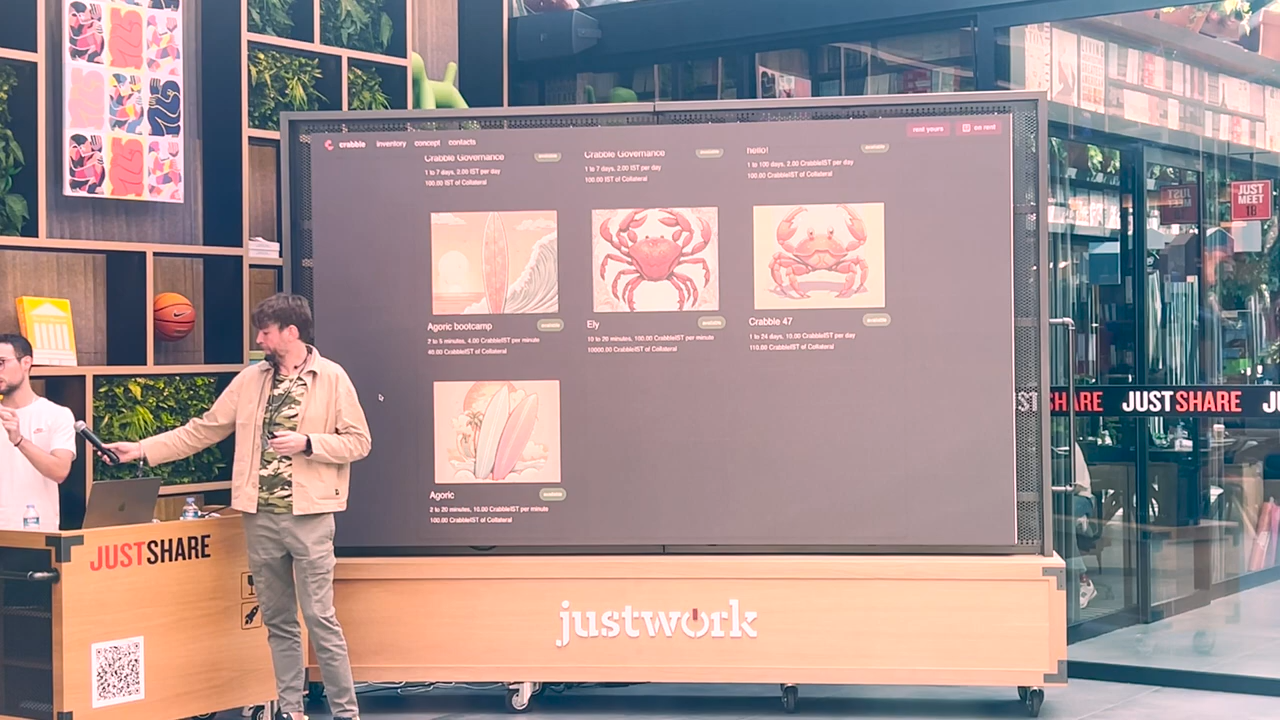 crabble inventory concept contacts
rent yours
on rent
Crabble Governance
available
1 to 7 days, 2.00 IST per day
100.00 IST of Collateral
Crabble Governance
available
1 to 7 days, 2.00 IST per day
100.00 IST of Collateral
hello!
available
1 to 100 days, 2.00 CrabbleIST per day
100.00 CrabbleIST of Collateral
Agoric bootcamp
available
2 to 5 minutes, 4.00 CrabbleIST per minute
40.00 CrabbleIST of Collateral
Ely
available
10 to 20 minutes, 100.00 CrabbleIST per minute
10000.00 CrabbleIST of Collateral
Crabble 47
available
1 to 24 days, 10.00 CrabbleIST per day
110.00 CrabbleIST of Collateral
Agoric
available
2 to 20 minutes, 10.00 CrabbleIST per minute
100.00 CrabbleIST of Collateral
JUST
MEET
ST SHARE JUST SHARE JU
JUSTSHARE
justwork